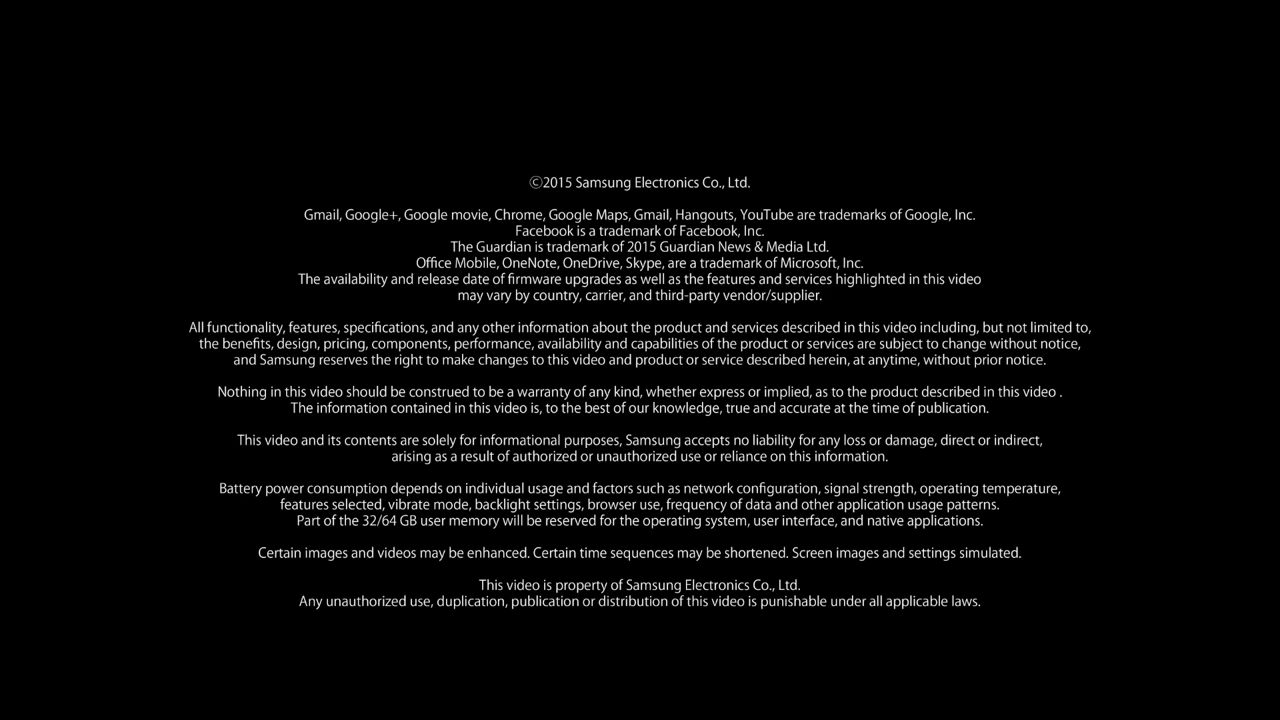 ©2015 Samsung Electronics Co., Ltd.
Gmail, Google+, Google movie, Chrome, Google Maps, Gmail, Hangouts, YouTube are trademarks of Google, Inc.
Facebook is a trademark of Facebook, Inc.
The Guardian is trademark of 2015 Guardian News & Media Ltd.
Office Mobile, OneNote, OneDrive, Skype, are a trademark of Microsoft, Inc.
The availability and release date of firmware upgrades as well as the features and services highlighted in this video
may vary by country, carrier, and third-party vendor/supplier.
All functionality, features, specifications, and any other information about the product and services described in this video including, but not limited to,
the benefits, design, pricing, components, performance, availability and capabilities of the product or services are subject to change without notice,
and Samsung reserves the right to make changes to this video and product or service described herein, at anytime, without prior notice.
Nothing in this video should be construed to be a warranty of any kind, whether express or implied, as to the product described in this video .
The information contained in this video is, to the best of our knowledge, true and accurate at the time of publication.
This video and its contents are solely for informational purposes, Samsung accepts no liability for any loss or damage, direct or indirect,
arising as a result of authorized or unauthorized use or reliance on this information.
Battery power consumption depends on individual usage and factors such as network configuration, signal strength, operating temperature,
features selected, vibrate mode, backlight settings, browser use, frequency of data and other application usage patterns.
Part of the 32/64 GB user memory will be reserved for the operating system, user interface, and native applications.
Certain images and videos may be enhanced. Certain time sequences may be shortened. Screen images and settings simulated.
This video is property of Samsung Electronics Co., Ltd.
Any unauthorized use, duplication, publication or distribution of this video is punishable under all applicable laws.